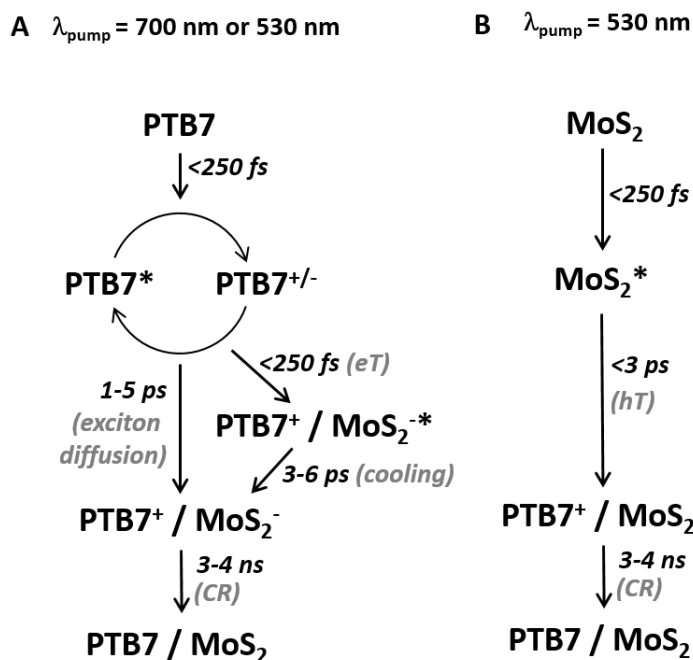 A λpump = 700 nm or 530 nm
B λpump = 530 nm
PTB7
<250 fs
PTB7*
PTB7+/-
1-5 ps
(exciton
diffusion)
<250 fs (eT)
PTB7+ / MoS2-*
3-6 ps (cooling)
PTB7+ / MoS2-
3-4 ns
(CR)
PTB7 / MoS2
MoS2
<250 fs
MoS2*
<3 ps
(hT)
PTB7+ / MoS2
3-4 ns
(CR)
PTB7 / MoS2